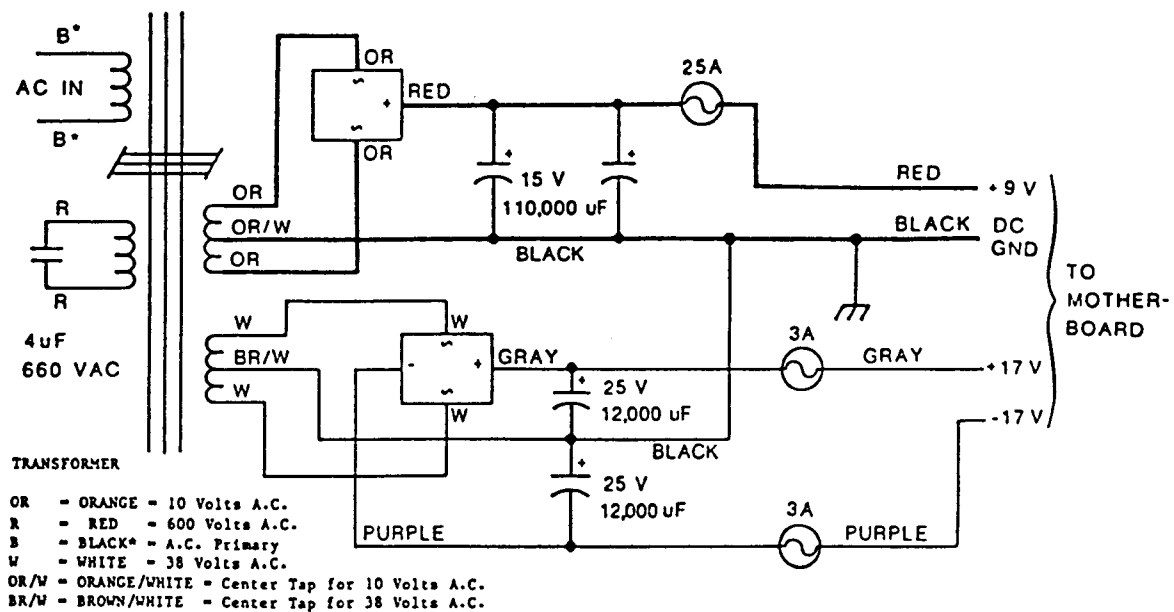 B*
AC IN
B*
R
R
4uF
660 VAC
OR
OR/W
OR
OR
~
~
+
OR
RED
+
15 V
110,000 uF
+
25A
RED
+9 V
BLACK
BLACK
DC
GND
TO
MOTHER-
BOARD
W
BR/W
W
W
~
-
+
~
W
GRAY
+
25 V
12,000 uF
3A
GRAY
+17 V
-17 V
BLACK
+
25 V
12,000 uF
PURPLE
3A
PURPLE
TRANSFORMER
OR = ORANGE = 10 Volts A.C.
R = RED = 600 Volts A.C.
B = BLACK* = A.C. Primary
W = WHITE = 38 Volts A.C.
OR/W = ORANGE/WHITE = Center Tap for 10 Volts A.C.
BR/W = BROWN/WHITE = Center Tap for 38 Volts A.C.